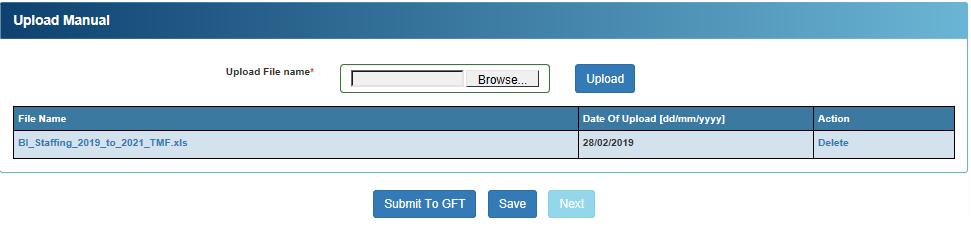 Upload Manual
Upload File name*
Browse...
Upload
File Name Date Of Upload [dd/mm/yyyy] Action
BI_Staffing_2019_to_2021_TMF.xls 28/02/2019 Delete
Submit To GFT Save Next